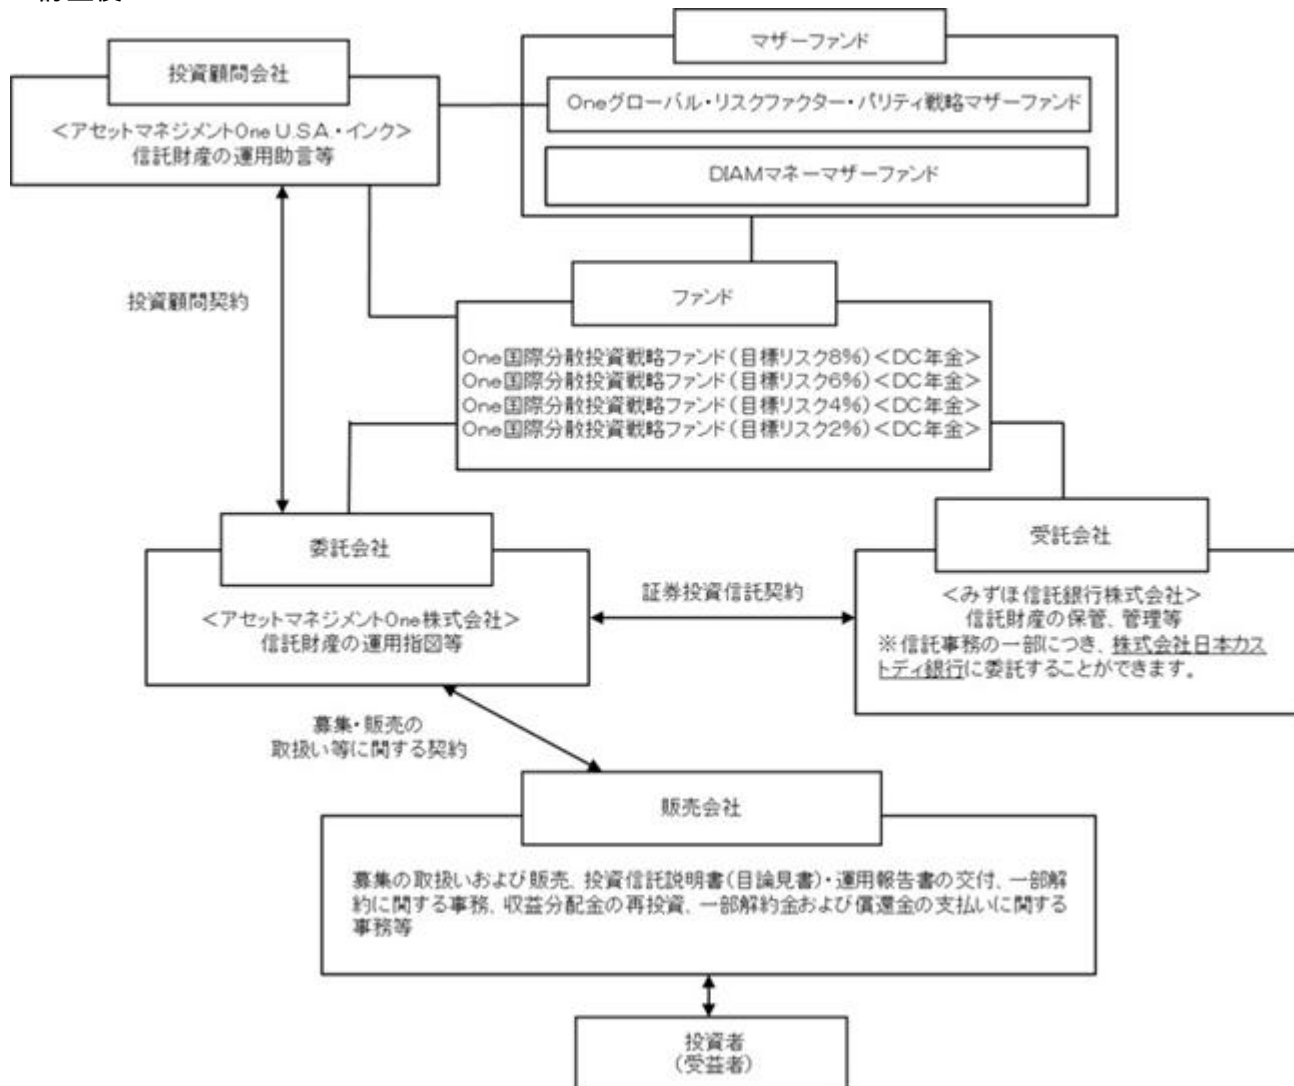 マザーファンド
投資顧問会社
Oneグローバル・リスクファクター・パリティ戦略マザーファンド
<アセットマネジメントOne U.S.A.・インク>
信託財産の運用助言等
DIAMマネーマザーファンド
ファンド
投資顧問契約
One国際分散投資戦略ファンド(目標リスク8%)<DC年金>
One国際分散投資戦略ファンド(目標リスク6%)<DC年金>
One国際分散投資戦略ファンド(目標リスク4%)<DC年金>
One国際分散投資戦略ファンド(目標リスク2%)<DC年金>
委託会社
受託会社
<アセットマネジメントOne株式会社>
信託財産の運用指図等
証券投資信託契約
<みずほ信託銀行株式会社>
信託財産の保管、管理等
※信託事務の一部につき、株式会社日本カス
トディ銀行に委託することができます。
募集・販売の
取扱い等に関する契約
販売会社
募集の取扱いおよび販売、投資信託説明書(目論見書)・運用報告書の交付、一部解
約に関する事務、収益分配金の再投資、一部解約金および償還金の支払いに関する
事務等
投資者
(受益者)